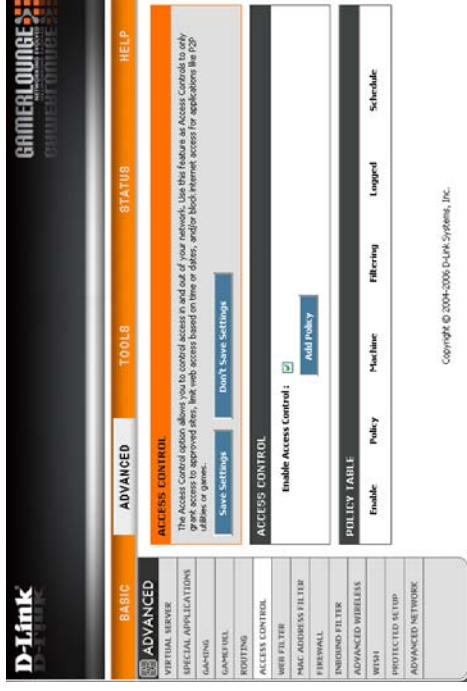 D-Link
GAMERLOUNGE
BASIC
ADVANCED
TOOLS
STATUS
HELP
ADVANCED
VIRTUAL SERVER
SPECIAL APPLICATIONS
GAMING
GAMEFUEL
ROUTING
ACCESS CONTROL
WEB FILTER
MAC ADDRESS FILTER
FIREWALL
INBOUND FILTER
ADVANCED WIRELESS
WISH
PROTECTED SETUP
ADVANCED NETWORK
ACCESS CONTROL
The Access Control option allows you to control access in and out of your network. Use this feature as Access Controls to only
grant access to approved sites, limit web access based on time or dates, and/or block internet access for applications like P2P
utilities or games.
Save Settings Don't Save Settings
ACCESS CONTROL
Enable Access Control :
Add Policy
POLICY TABLE
Enable Policy Machine Filtering Logged Schedule
Copyright © 2004-2006 D-Link Systems, Inc.